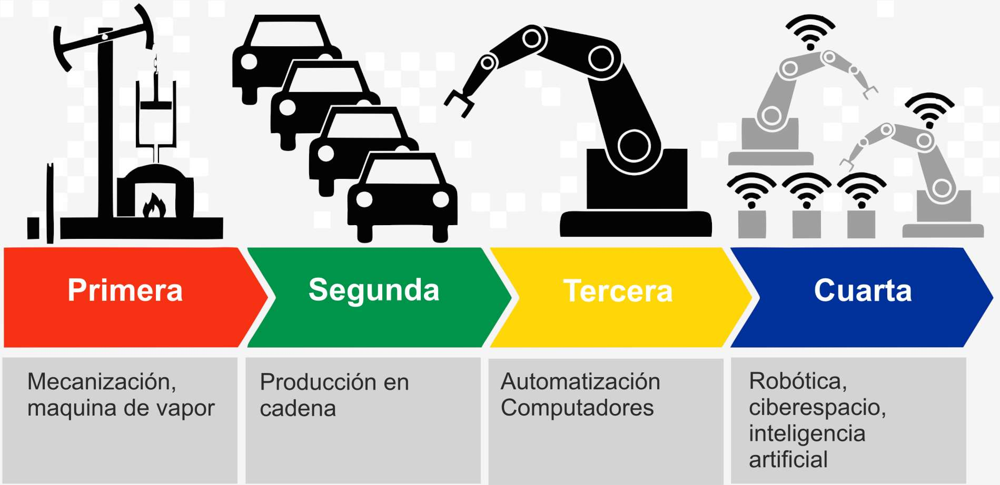 Primera
Segunda
Tercera
Cuarta
Mecanización,
maquina de vapor
Producción en
cadena
Automatización
Computadores
Robótica,
ciberespacio,
inteligencia
artificial